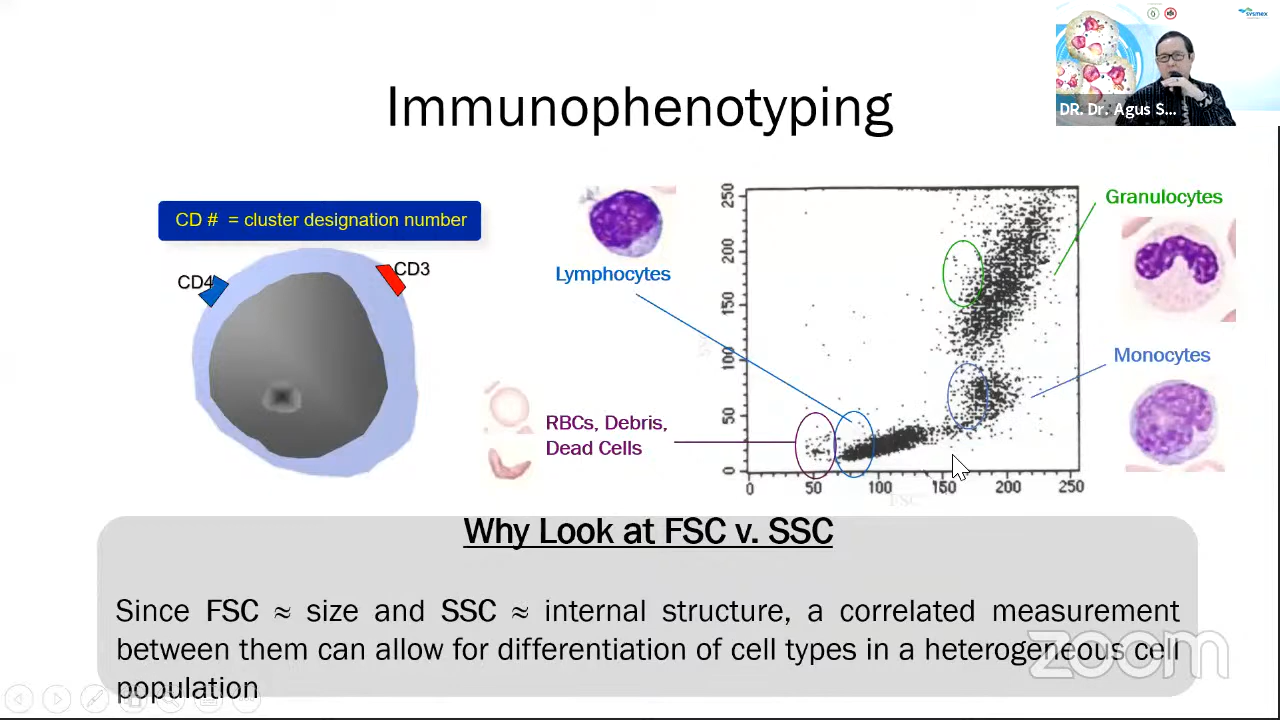 sysmex
DR. Dr. Agus S...
Immunophenotyping
CD # = cluster designation number
CD4
CD3
Lymphocytes
RBCs, Debris,
Dead Cells
Granulocytes
Monocytes
250
200
150
100
50
0
0 50 100 150 200 250
FSC
Why Look at FSC v. SSC
Since FSC ≈ size and SSC ≈ internal structure, a correlated measurement
between them can allow for differentiation of cell types in a heterogeneous cell
population
zoom